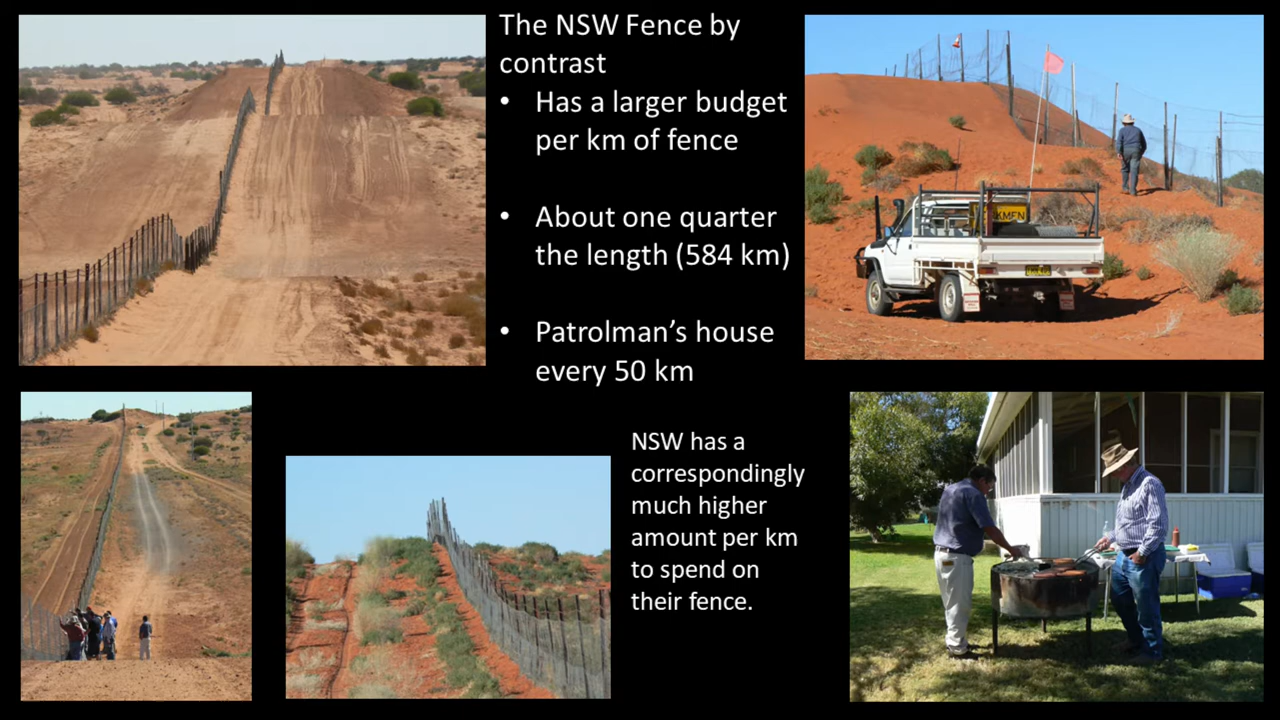 The NSW Fence by
contrast
• Has a larger budget
per km of fence
• About one quarter
the length (584 km)
• Patrolman’s house
every 50 km
NSW has a
correspondingly
much higher
amount per km
to spend on
their fence.